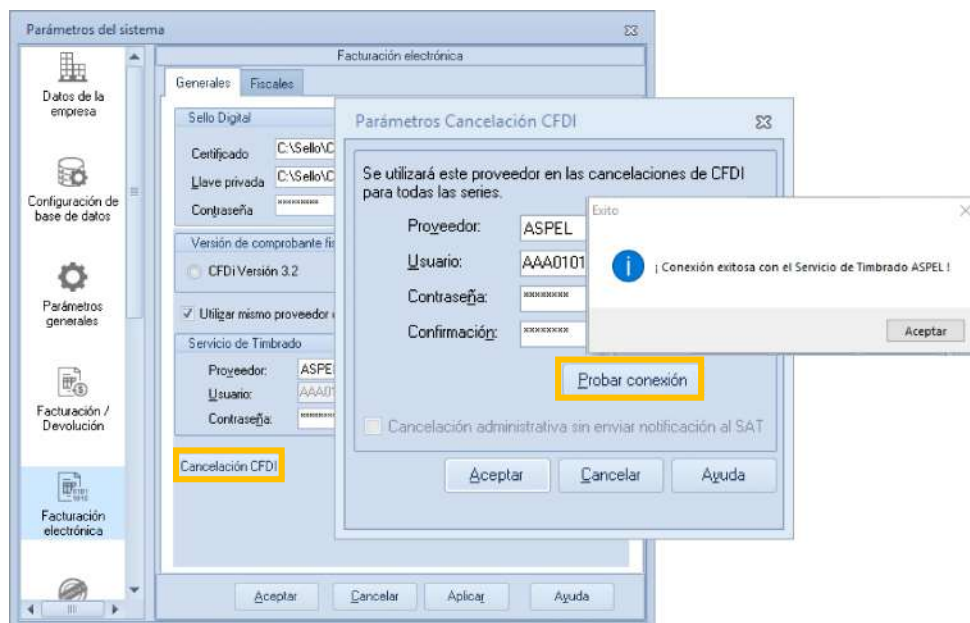 Parámetros del sistema
Datos de la
empresa
Configuración de
base de datos
Parámetros
generales
Facturación /
Devolución
Facturación
electrónica
Facturación electrónica
Generales
Fiscales
Sello Digital
Certificado
C:\Sello\C
Llave privada
C:\Sello\C
Contraseña
*********
Versión de comprobante fis
CFDi Versión 3.2
Utilizar mismo proveedor
Servicio de Timbrado
Proveedor:
ASPE
Usuario:
AAA01
Contraseña:
Cancelación CFDI
Aceptar
Cancelar
Aplicar
Ayuda
Parámetros Cancelación CFDI
Se utilizará este proveedor en las cancelaciones de CFDI
para todas las series.
Proveedor:
ASPEL
Usuario:
AAA0101
Contraseña:
********
Confirmación:
********
Probar conexión
Cancelación administrativa sin enviar notificación al SAT
Aceptar
Cancelar
Ayuda
Exito
¡ Conexión exitosa con el Servicio de Timbrado ASPEL !
Aceptar